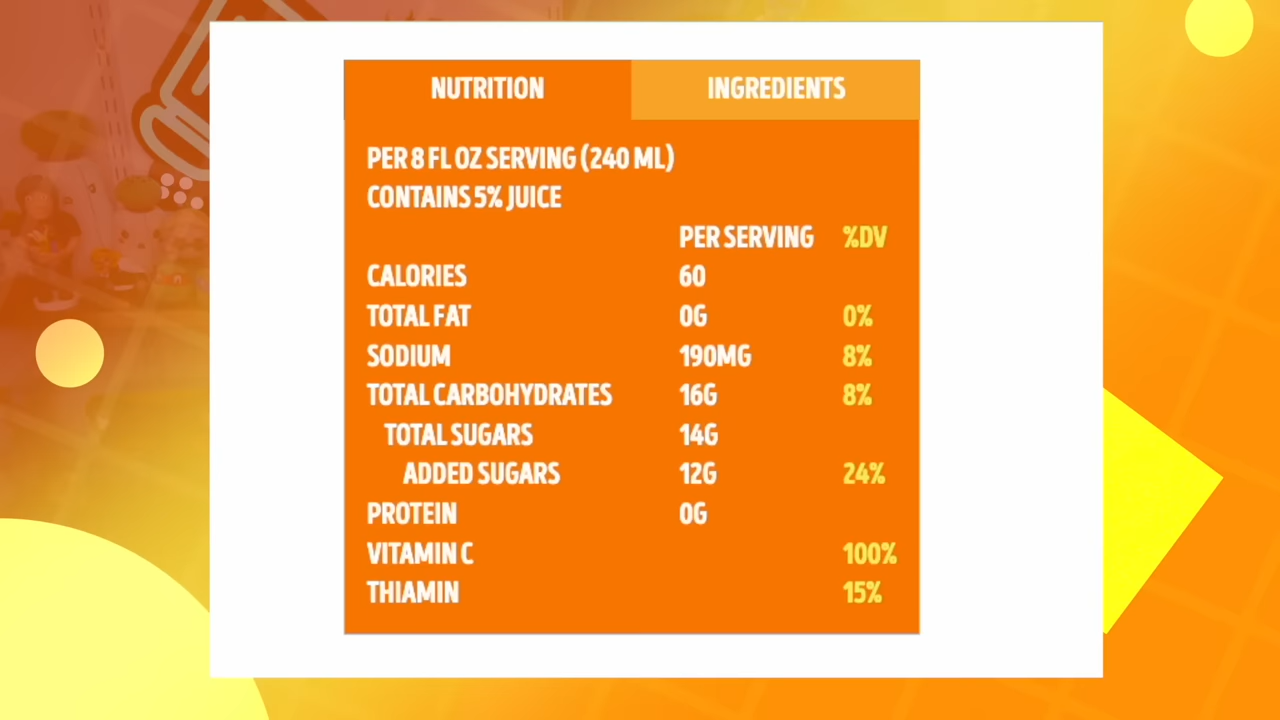 NUTRITION INGREDIENTS
PER 8 FL OZ SERVING (240 ML)
CONTAINS 5% JUICE
PER SERVING %DV
CALORIES 60
TOTAL FAT 0G 0%
SODIUM 190MG 8%
TOTAL CARBOHYDRATES 16G 8%
TOTAL SUGARS 14G
ADDED SUGARS 12G 24%
PROTEIN 0G
VITAMIN C 100%
THIAMIN 15%